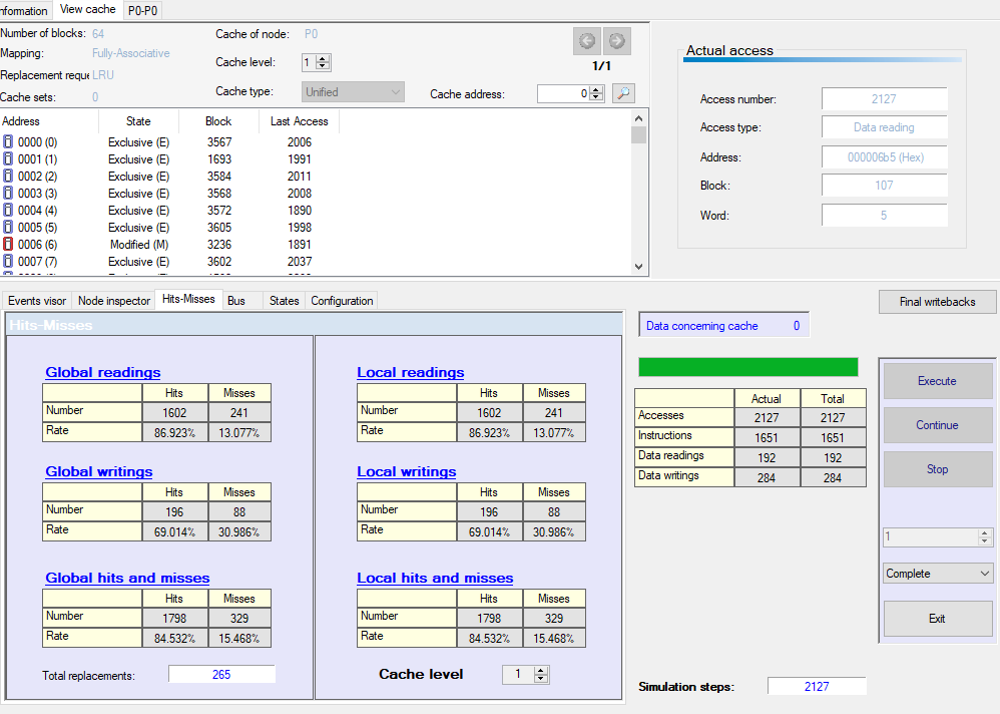 nformation View cache P0-P0
Number of blocks: 64
Mapping: Fully-Associative
Replacement reque LRU
Cache sets: 0
Cache of node: P0
Cache level: 1
Cache type: Unified
1/1
Cache address: 0
Address State Block Last Access
0000 (0) Exclusive (E) 3567 2006
0001 (1) Exclusive (E) 1693 1991
0002 (2) Exclusive (E) 3584 2011
0003 (3) Exclusive (E) 3568 2008
0004 (4) Exclusive (E) 3572 1890
0005 (5) Exclusive (E) 3605 1998
0006 (6) Modified (M) 3236 1891
0007 (7) Exclusive (E) 3602 2037
Actual access
Access number: 2127
Access type: Data reading
Address: 000006b5 (Hex)
Block: 107
Word: 5
Events visor Node inspector Hits-Misses Bus States Configuration
Hits-Misses
Global readings
Hits Misses
Number 1602 241
Rate 86.923% 13.077%
Global writings
Hits Misses
Number 196 88
Rate 69.014% 30.986%
Global hits and misses
Hits Misses
Number 1798 329
Rate 84.532% 15.468%
Total replacements: 265
Local readings
Hits Misses
Number 1602 241
Rate 86.923% 13.077%
Local writings
Hits Misses
Number 196 88
Rate 69.014% 30.986%
Local hits and misses
Hits Misses
Number 1798 329
Rate 84.532% 15.468%
Cache level 1
Data concerning cache 0
Actual Total
Accesses 2127 2127
Instructions 1651 1651
Data readings 192 192
Data writings 284 284
Simulation steps: 2127
Final writebacks
Execute
Continue
Stop
1
Complete
Exit